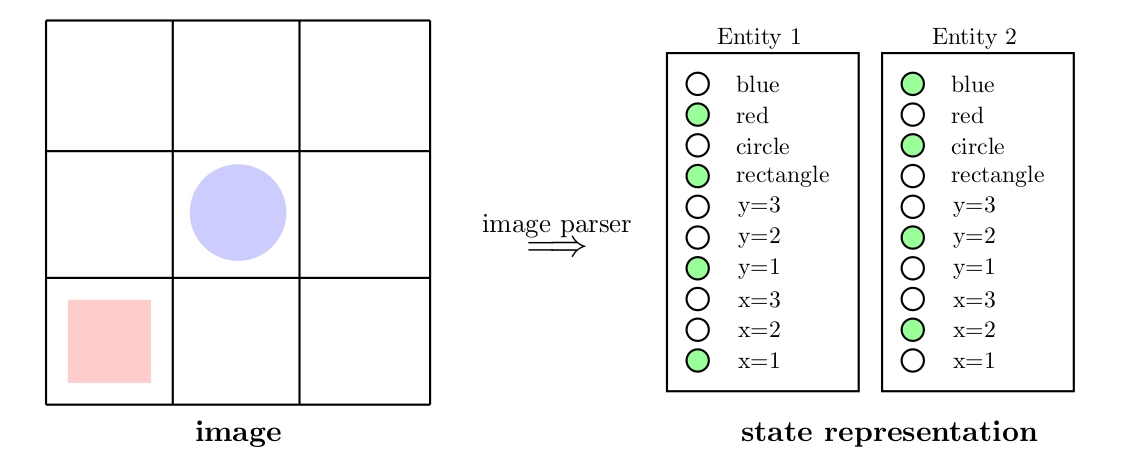 image
image parser
⟹
Entity 1
blue
red
circle
rectangle
y=3
y=2
y=1
x=3
x=2
x=1
Entity 2
blue
red
circle
rectangle
y=3
y=2
y=1
x=3
x=2
x=1
state representation